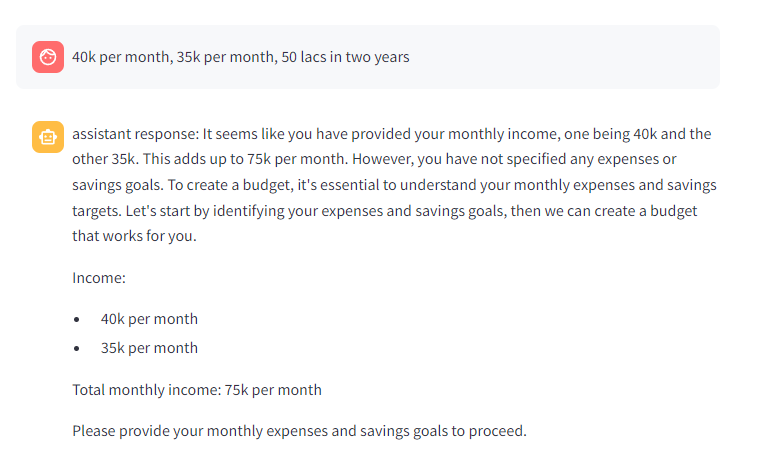 40k per month, 35k per month, 50 lacs in two years
assistant response: It seems like you have provided your monthly income, one being 40k and the
other 35k. This adds up to 75k per month. However, you have not specified any expenses or
savings goals. To create a budget, it's essential to understand your monthly expenses and savings
targets. Let's start by identifying your expenses and savings goals, then we can create a budget
that works for you.
Income:
• 40k per month
• 35k per month
Total monthly income: 75k per month
Please provide your monthly expenses and savings goals to proceed.